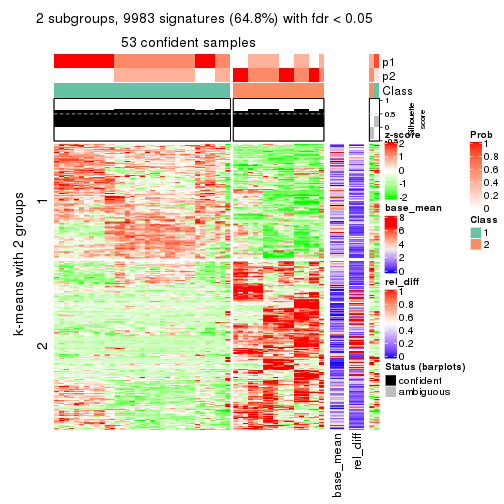 2 subgroups, 9983 signatures (64.8%) with fdr < 0.05
53 confident samples
p1
p2
Class
1
0.5
0
Silhouette
score
k-means with 2 groups
1
2
z-score
2
1
0
-1
-2
base_mean
8
6
4
2
0
rel_diff
1
0.8
0.6
0.4
0.2
0
Status (barplots)
confident
ambiguous
Prob
1
0.8
0.6
0.4
0.2
0
Class
1
2
base_mean
rel_diff